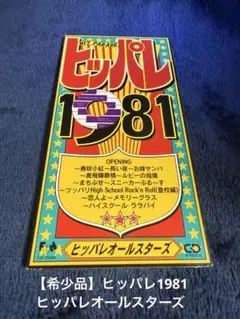 HIT PARADE
ヒッパレ
1981
OPENING
〜春咲小紅〜長い夜〜お嫁サンバ
〜奥飛騨慕情〜ルビーの指環
〜まちぶせ〜スニーカーぶる〜す
〜ツッパリHigh School Rock'n Roll(登校編)
〜恋人よ〜メモリーグラス
〜ハイスクールララバイ
ヒッパレオールスターズ
【希少品】ヒッパレ1981
ヒッパレオールスターズ